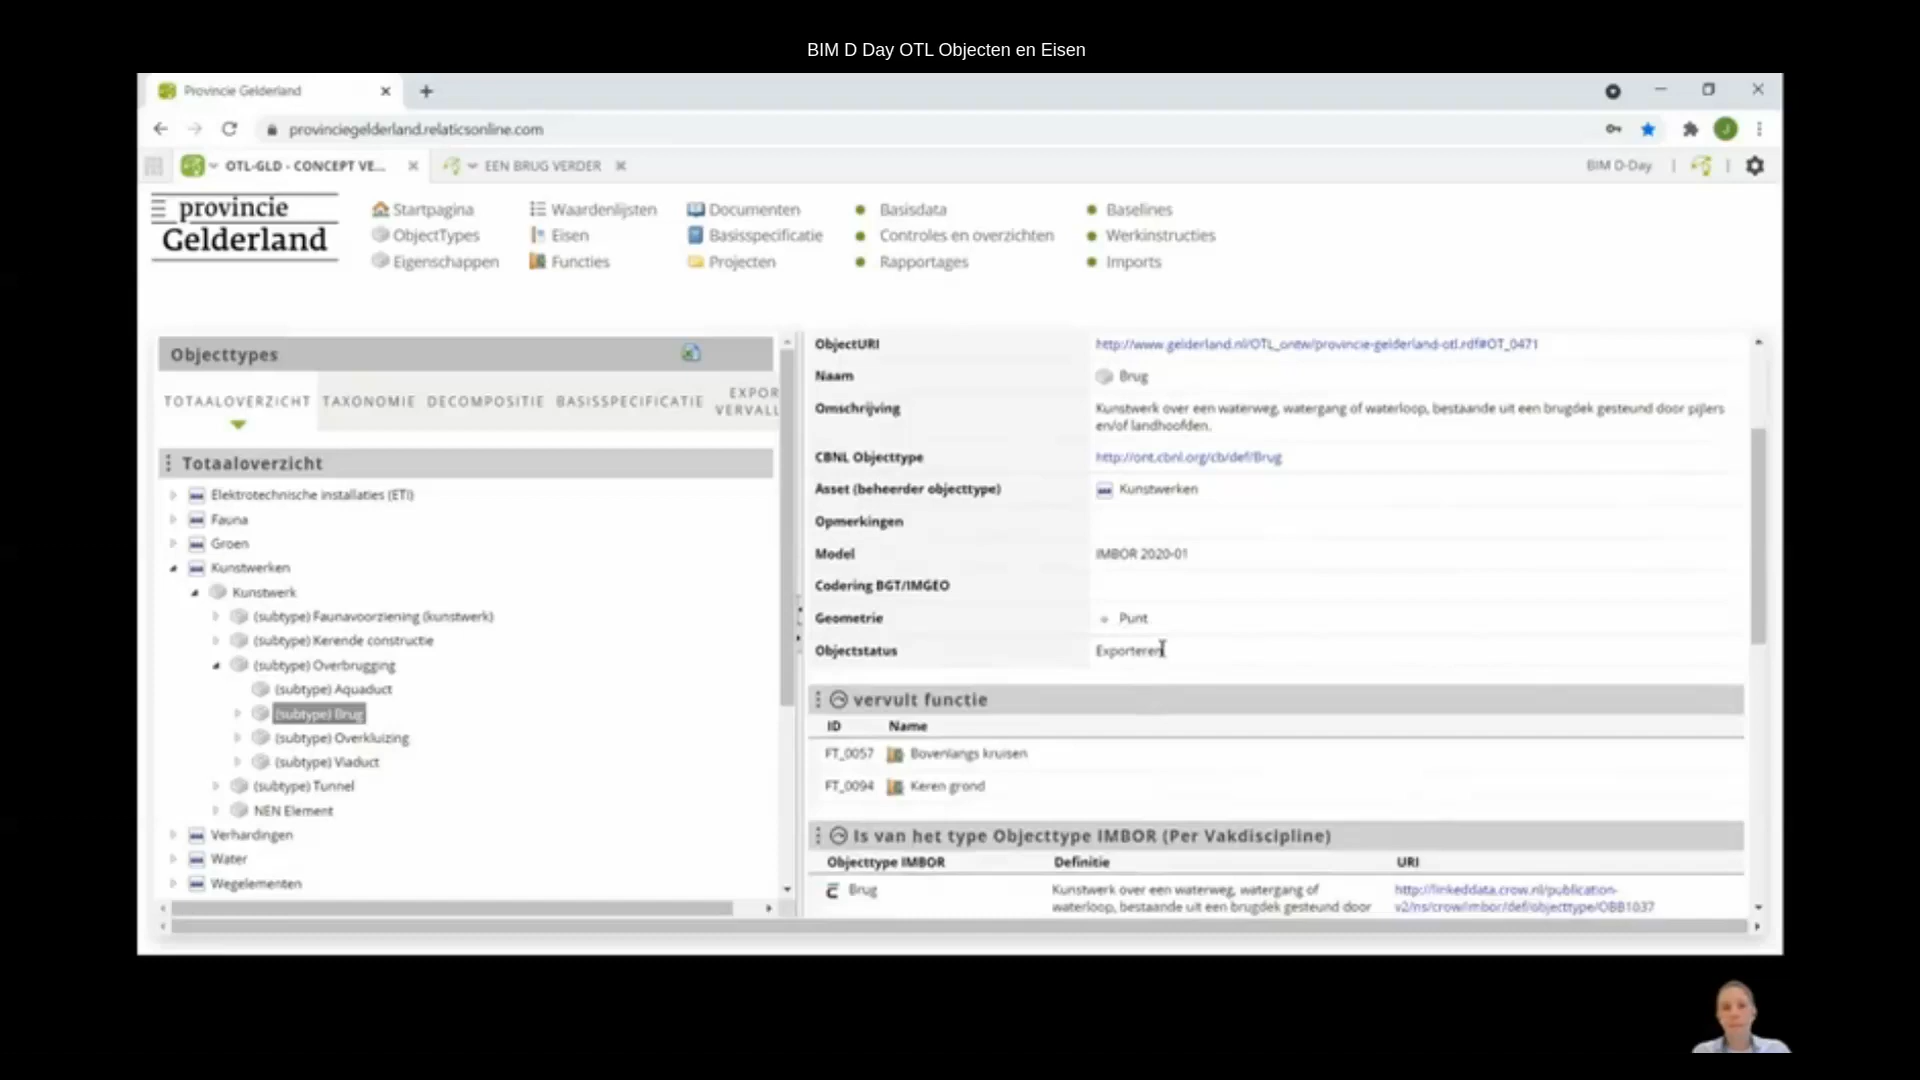 BIM D Day OTL Objecten en Eisen
Provincie Gelderland
provinciegelderland.relaticsonline.com
J
OTL-GLD - CONCEPT VE...
EEN BRUG VERDER
BIM D-Day
provincie
Gelderland
Startpagina
Waardenlijsten
Documenten
Basisdata
Baselines
ObjectTypes
Eisen
Basisspecificatie
Controles en overzichten
Werkinstructies
Eigenschappen
Functies
Projecten
Rapportages
Imports
Objecttypes
TOTAALOVERZICHT
TAXONOMIE
DECOMPOSITIE
BASISSPECIFICATIE
EXPOR
VERVALL
Totaaloverzicht
Elektrotechnische installaties (ETI)
Fauna
Groen
Kunstwerken
Kunstwerk
(subtype) Faunavoorziening (kunstwerk)
(subtype) Kerende constructie
(subtype) Overbrugging
(subtype) Aquaduct
(subtype) Brug
(subtype) Overkluizing
(subtype) Viaduct
(subtype) Tunnel
NEN Element
Verhardingen
Water
Wegelementen
ObjectURI http://www.gelderland.nl/OTL_ontw/provincie-gelderland-otl.rdf#OT_0471
Naam Brug
Omschrijving Kunstwerk over een waterweg, watergang of waterloop, bestaande uit een brugdek gesteund door pijlers
en/of landhoofden.
CBNL Objecttype http://ont.cbnl.org/cb/def/Brug
Asset (beheerder objecttype) Kunstwerken
Opmerkingen
Model IMBOR 2020-01
Codering BGT/IMGEO
Geometrie Punt
Objectstatus Exporteren
vervult functie
ID Name
FT_0057 Bovenlangs kruisen
FT_0094 Keren grond
Is van het type Objecttype IMBOR (Per Vakdiscipline)
Objecttype IMBOR Definitie URI
Brug Kunstwerk over een waterweg, watergang of http://linkeddata.crow.nl/publication-
waterloop, bestaande uit een brugdek gesteund door v2/ns/crow/imbor/def/objecttype/OBB1037